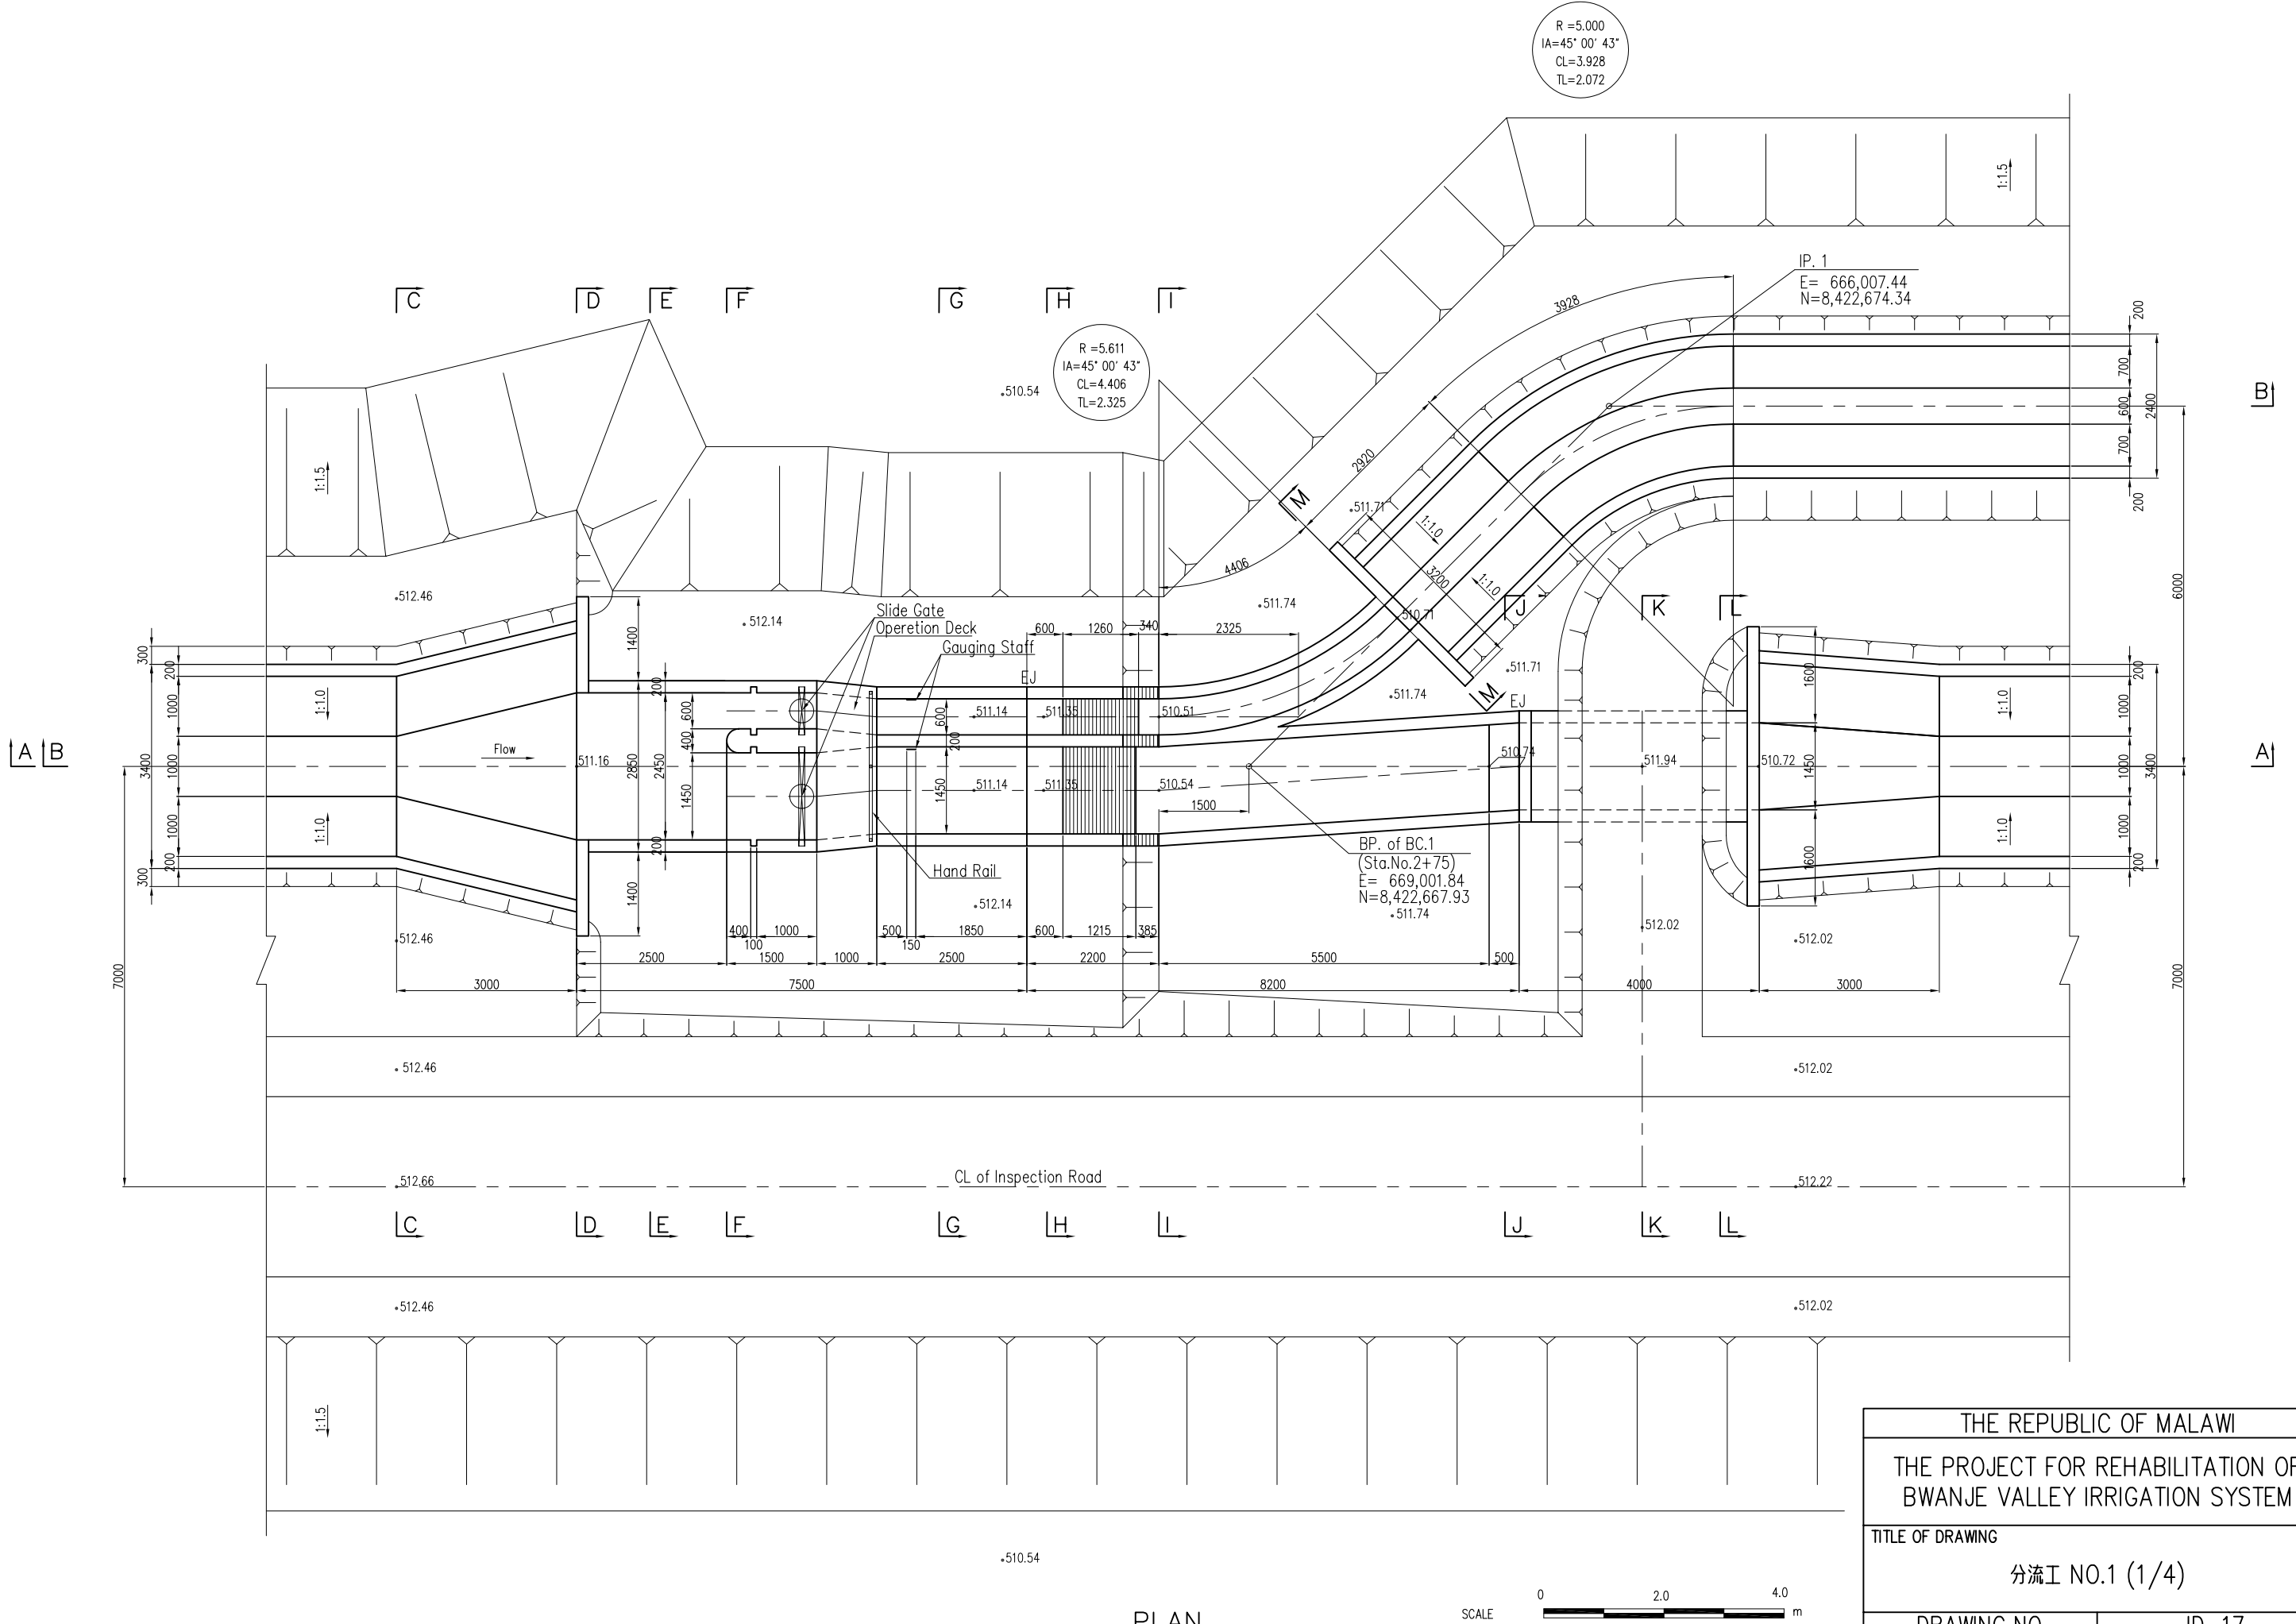 R =5.000
IA=45° 00' 43"
CL=3.928
TL=2.072
1:1.5
IP. 1
E= 666,007.44
N=8,422,674.34
C
D
E
F
G
H
I
R =5.611
IA=45° 00' 43"
CL=4.406
TL=2.325
.510.54
3928
200
700
600
700
200
2400
B
1:1.5
2920
M
.511.71
1:1.0
4406
3200
1:1.0
6000
.512.46
.512.14
Slide Gate
Operetion Deck
Gauging Staff
600
1260
340
2325
.511.74
510.71
J
K
L
300
200
1000
1000
1000
200
300
3400
1:1.0
1:1.0
1400
200
2850
2450
200
1400
600
400
1450
EJ
600
200
1450
.511.14
.511.35
510.51
.511.74
.511.71
M
EJ
1600
1450
1600
200
1000
1000
1000
200
3400
1:1.0
1:1.0
A B
Flow
511.16
.511.14
.511.35
510.54
510.74
.511.94
510.72
A
1500
BP. of BC.1
(Sta.No.2+75)
E= 669,001.84
N=8,422,667.93
.511.74
Hand Rail
.512.14
.512.46
.512.02
.512.02
400
100
1000
500
150
1850
600
1215
385
2500
1500
1000
2500
2200
5500
500
3000
7500
8200
4000
3000
7000
7000
. 512.46
.512.02
.512.66
CL of Inspection Road
.512.22
C
D
E
F
G
H
I
J
K
L
.512.46
.512.02
1:1.5
.510.54
PLAN
SCALE
0
2.0
4.0
m
THE REPUBLIC OF MALAWI
THE PROJECT FOR REHABILITATION OF
BWANJE VALLEY IRRIGATION SYSTEM
TITLE OF DRAWING
分流工 NO.1 (1/4)
DRAWING NO.
ID-17